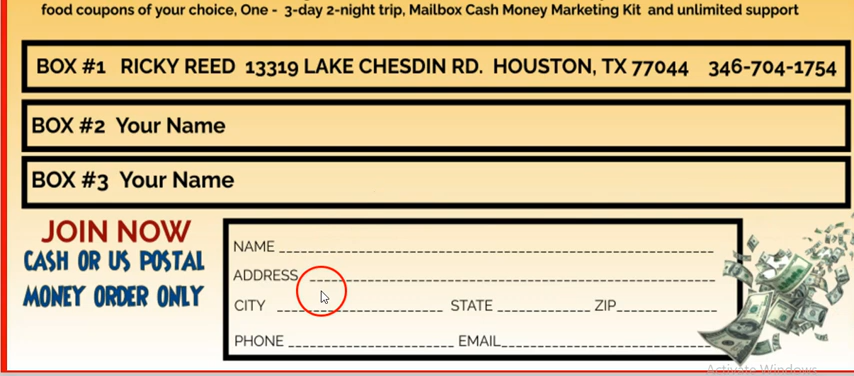 food coupons of your choice, One - 3-day 2-night trip, Mailbox Cash Money Marketing Kit and unlimited support
BOX #1 RICKY REED 13319 LAKE CHESDIN RD. HOUSTON, TX 77044 346-704-1754
BOX #2 Your Name
BOX #3 Your Name
JOIN NOW
CASH OR US POSTAL
MONEY ORDER ONLY
NAME
ADDRESS
CITY STATE ZIP
PHONE EMAIL
Activate Windows